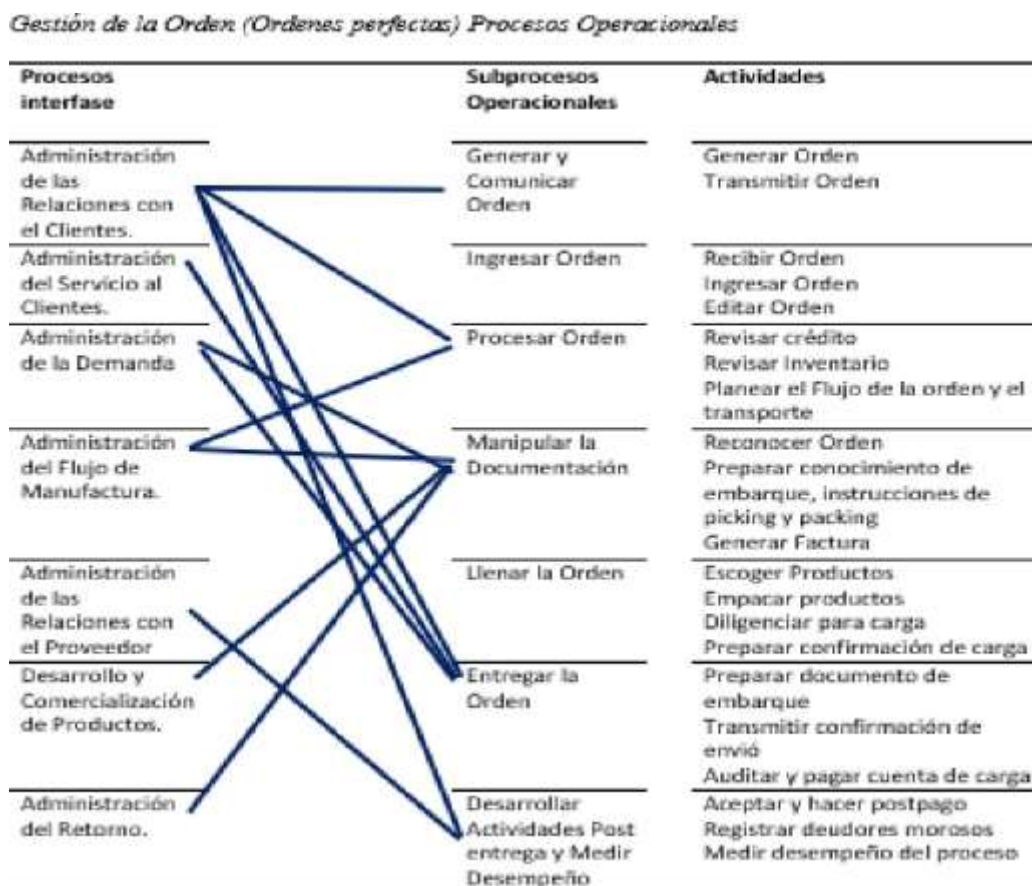 Gestión de la Orden (Ordenes perfectas) Procesos Operacionales
Procesos
interfase
Subprocesos
Operacionales
Actividades
Administración
de las
Relaciones con
el Clientes.
Generar y
Comunicar
Orden
Generar Orden
Transmitir Orden
Administración
del Servicio al
Clientes.
Ingresar Orden
Recibir Orden
Ingresar Orden
Editar Orden
Administración
de la Demanda
Procesar Orden
Revisar crédito
Revisar Inventario
Planear el Flujo de la orden y el
transporte
Administración
del Flujo de
Manufactura.
Manipular la
Documentación
Reconocer Orden
Preparar conocimiento de
embarque, instrucciones de
picking y packing
Generar Factura
Administración
de las
Relaciones con
el Proveedor
Llenar la Orden
Escoger Productos
Empacar productos
Diligenciar para carga
Preparar confirmación de carga
Desarrollo y
Comercialización
de Productos.
Entregar la
Orden
Preparar documento de
embarque
Transmitir confirmación de
envió
Auditar y pagar cuenta de carga
Administración
del Retorno.
Desarrollar
Actividades Post
entrega y Medir
Desempeño
Aceptar y hacer postpago
Registrar deudores morosos
Medir desempeño del proceso